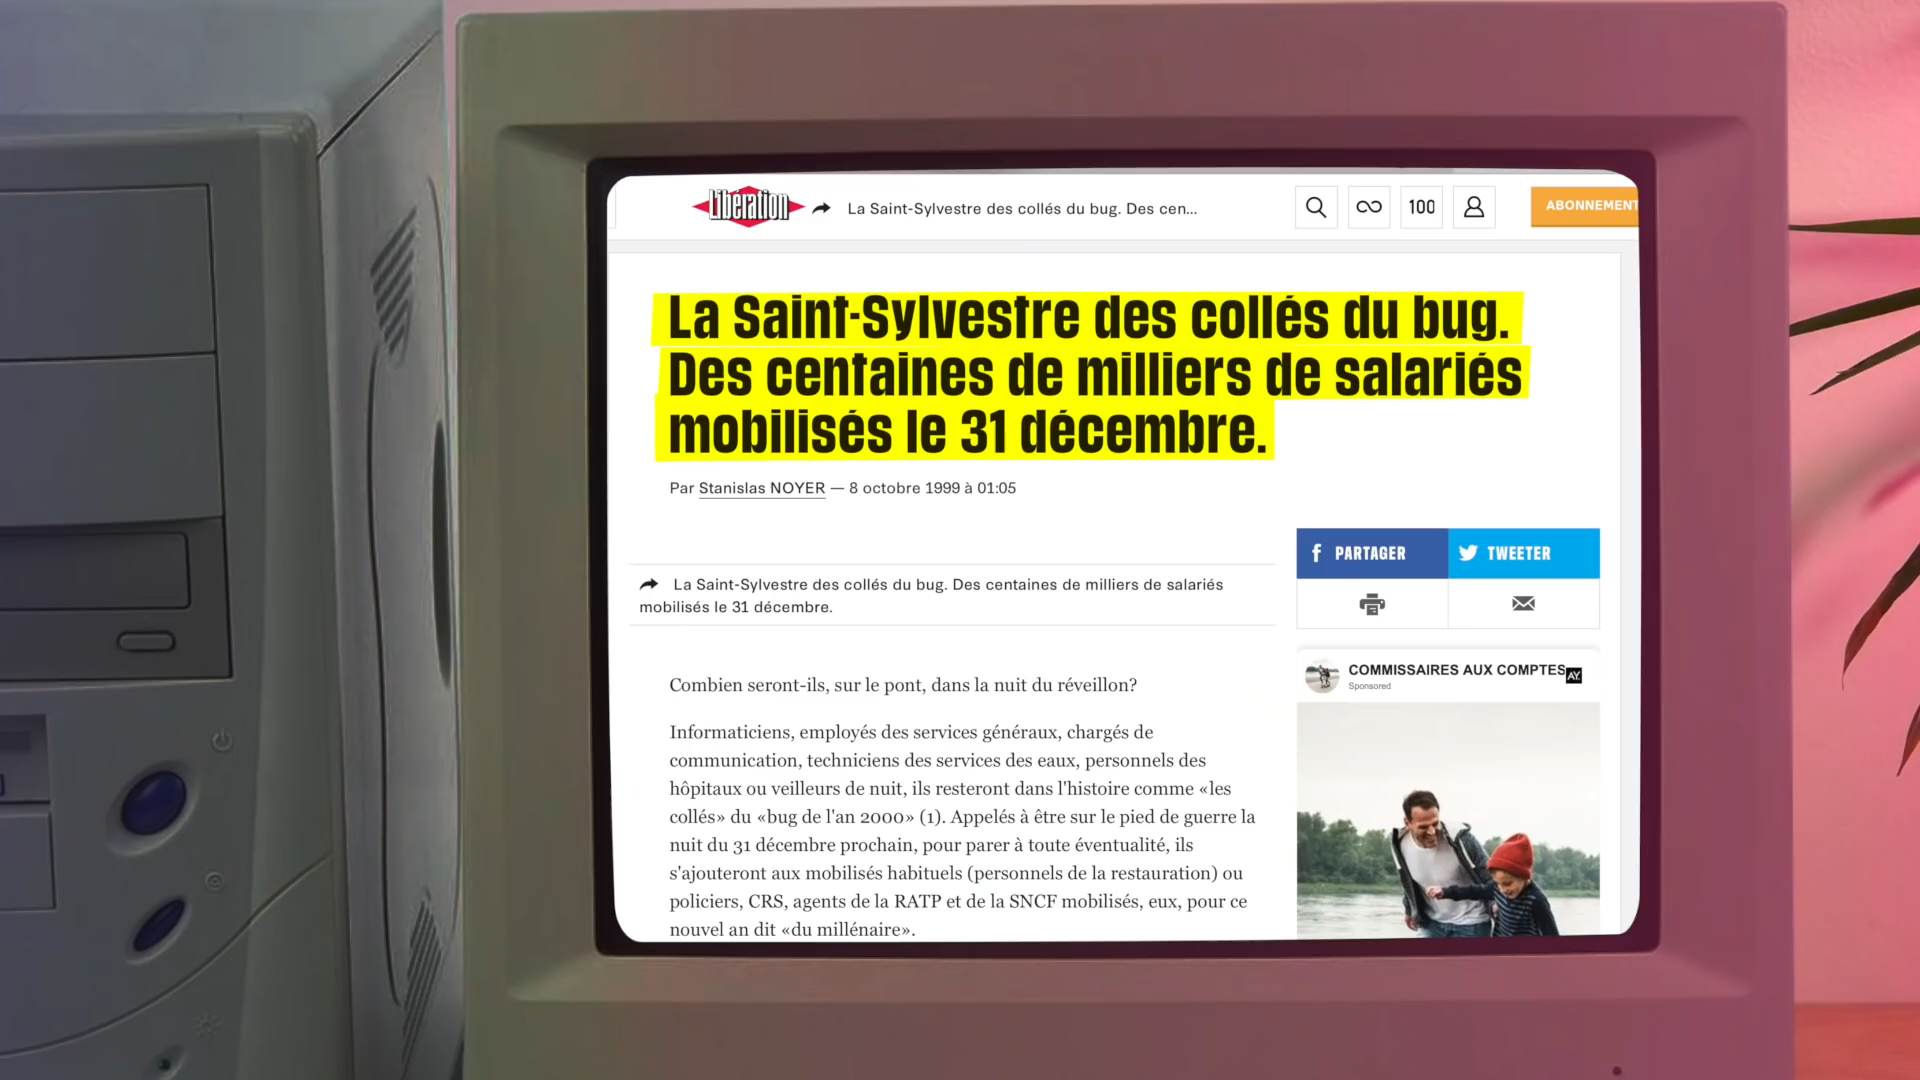 Libération
La Saint-Sylvestre des collés du bug. Des cen...
100
ABONNEMENT
La Saint-Sylvestre des collés du bug.
Des centaines de milliers de salariés
mobilisés le 31 décembre.
Par Stanislas NOYER — 8 octobre 1999 à 01:05
PARTAGER
TWEETER
La Saint-Sylvestre des collés du bug. Des centaines de milliers de salariés
mobilisés le 31 décembre.
COMMISSAIRES AUX COMPTES
AY
Sponsored
Combien seront-ils, sur le pont, dans la nuit du réveillon?
Informaticiens, employés des services généraux, chargés de
communication, techniciens des services des eaux, personnels des
hôpitaux ou veilleurs de nuit, ils resteront dans l'histoire comme «les
collés» du «bug de l'an 2000» (1). Appelés à être sur le pied de guerre la
nuit du 31 décembre prochain, pour parer à toute éventualité, ils
s'ajouteront aux mobilisés habituels (personnels de la restauration) ou
policiers, CRS, agents de la RATP et de la SNCF mobilisés, eux, pour ce
nouvel an dit «du millénaire».